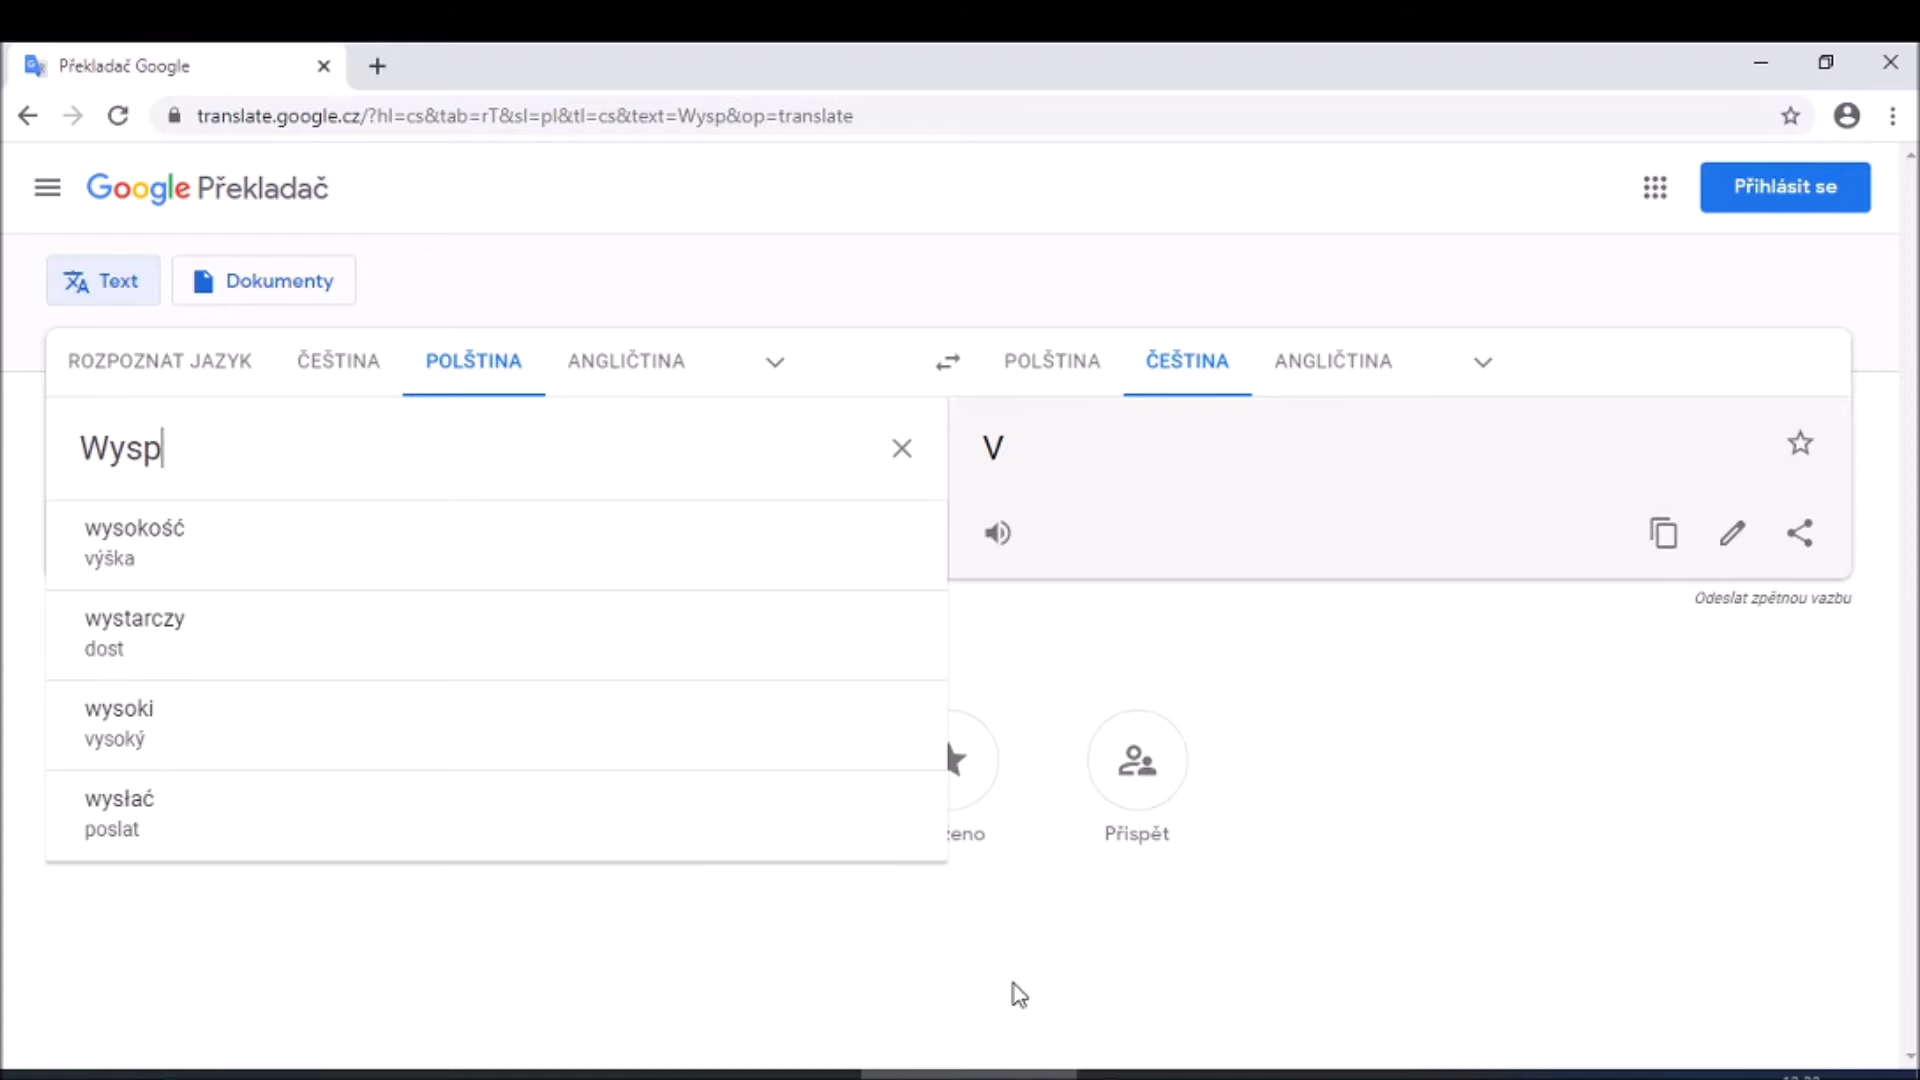 Překladač Google
translate.google.cz/?hl=cs&tab=rT&sl=pl&tl=cs&text=Wysp&op=translate
Google Překladač
Přihlásit se
Text
Dokumenty
ROZPOZNAT JAZYK ČEŠTINA POLŠTINA ANGLIČTINA
POLŠTINA ČEŠTINA ANGLIČTINA
Wysp
V
wysokość
výška
Odeslat zpětnou vazbu
wystarczy
dost
wysoki
vysoký
wysłać
poslat
Přispět